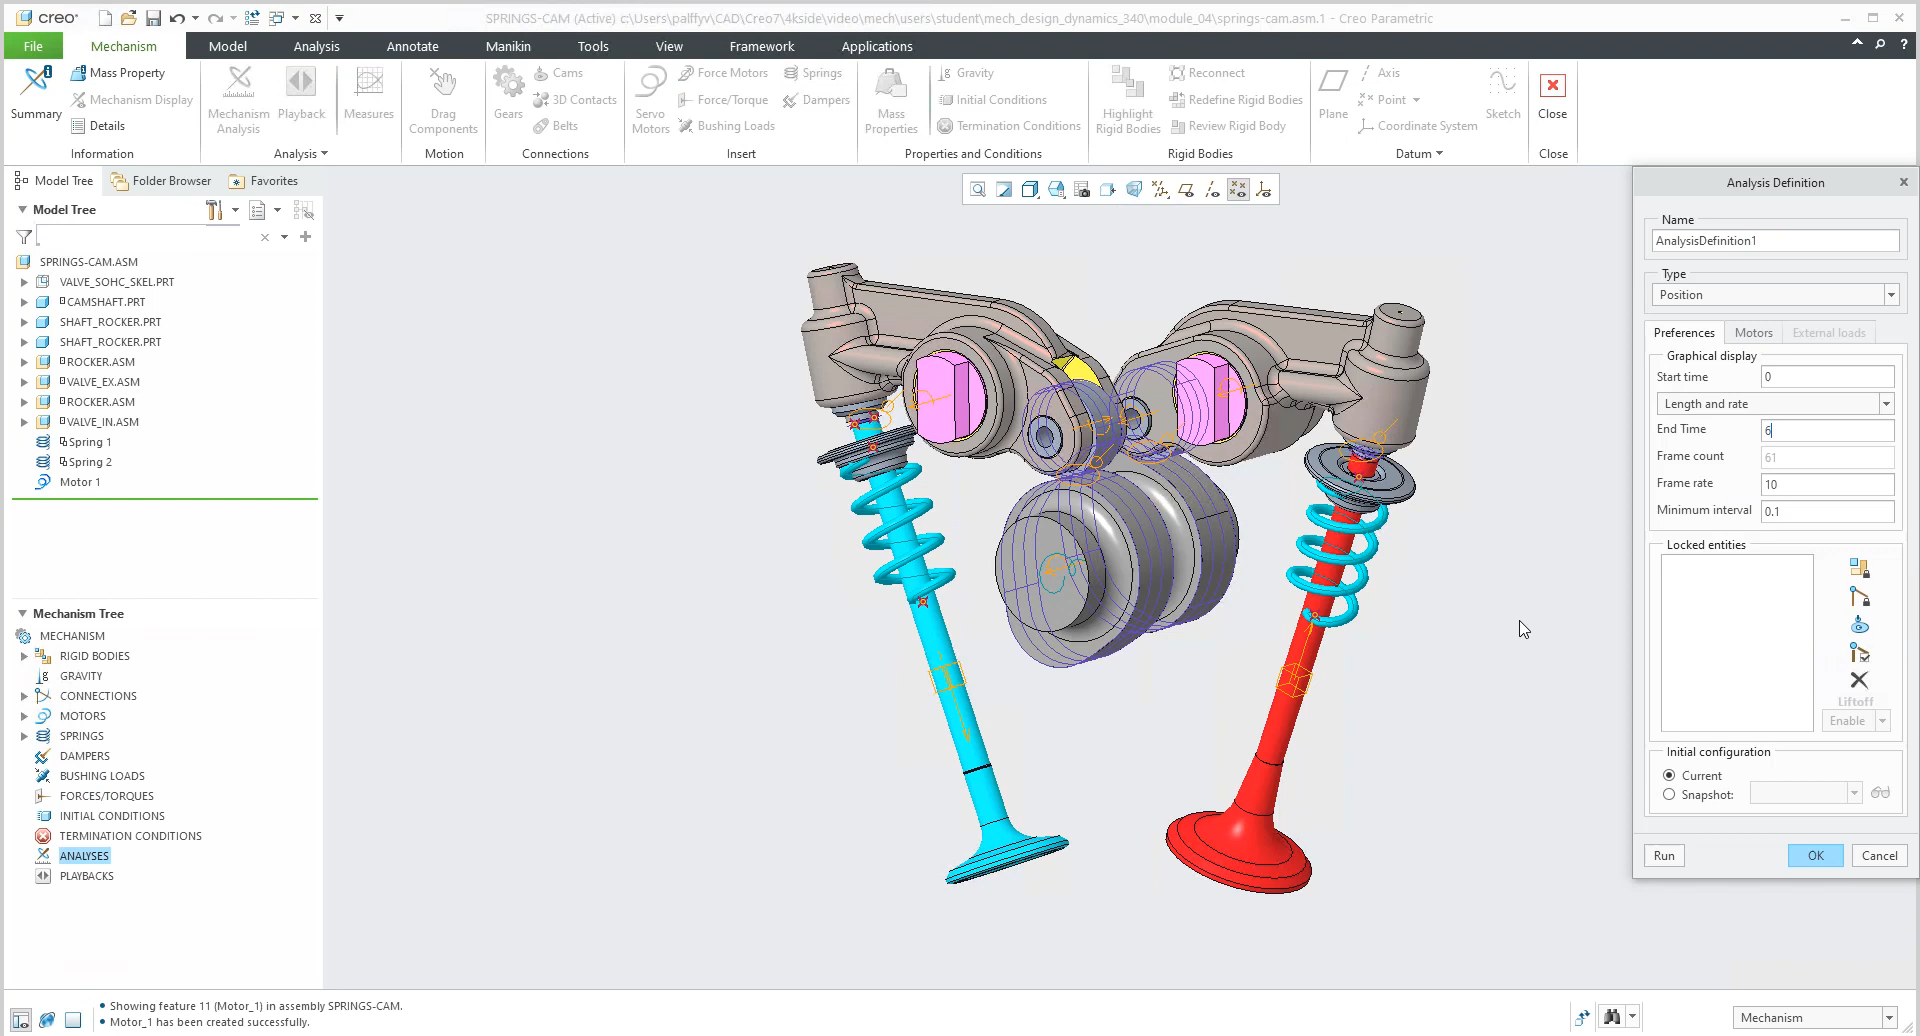 creo® SPRINGS-CAM (Active) c:\Users\palffyv\CAD\Creo7\4kside\video\mech\users\student\mech_design_dynamics_340\module_04\springs-cam.asm.1 - Creo Parametric
File Mechanism Model Analysis Annotate Manikin Tools View Framework Applications
Summary
Mass Property
Mechanism Display
Details
Information
Mechanism Analysis
Playback
Measures
Analysis
Drag Components
Motion
Gears
Cams
3D Contacts
Belts
Connections
Servo Motors
Force Motors
Force/Torque
Bushing Loads
Springs
Dampers
Insert
Mass Properties
Gravity
Initial Conditions
Termination Conditions
Properties and Conditions
Highlight Rigid Bodies
Reconnect
Redefine Rigid Bodies
Review Rigid Body
Rigid Bodies
Plane
Axis
Point
Coordinate System
Sketch
Datum
Close
Close
Model Tree Folder Browser Favorites
Model Tree
SPRINGS-CAM.ASM
VALVE_SOHC_SKEL.PRT
CAMSHAFT.PRT
SHAFT_ROCKER.PRT
SHAFT_ROCKER.PRT
ROCKER.ASM
VALVE_EX.ASM
ROCKER.ASM
VALVE_IN.ASM
Spring 1
Spring 2
Motor 1
Mechanism Tree
MECHANISM
RIGID BODIES
GRAVITY
CONNECTIONS
MOTORS
SPRINGS
DAMPERS
BUSHING LOADS
FORCES/TORQUES
INITIAL CONDITIONS
TERMINATION CONDITIONS
ANALYSES
PLAYBACKS
Analysis Definition
Name
AnalysisDefinition1
Type
Position
Preferences Motors External loads
Graphical display
Start time 0
Length and rate
End Time 6
Frame count 61
Frame rate 10
Minimum interval 0.1
Locked entities
Liftoff
Enable
Initial configuration
Current
Snapshot:
Run OK Cancel
• Showing feature 11 (Motor_1) in assembly SPRINGS-CAM.
• Motor_1 has been created successfully.
Mechanism